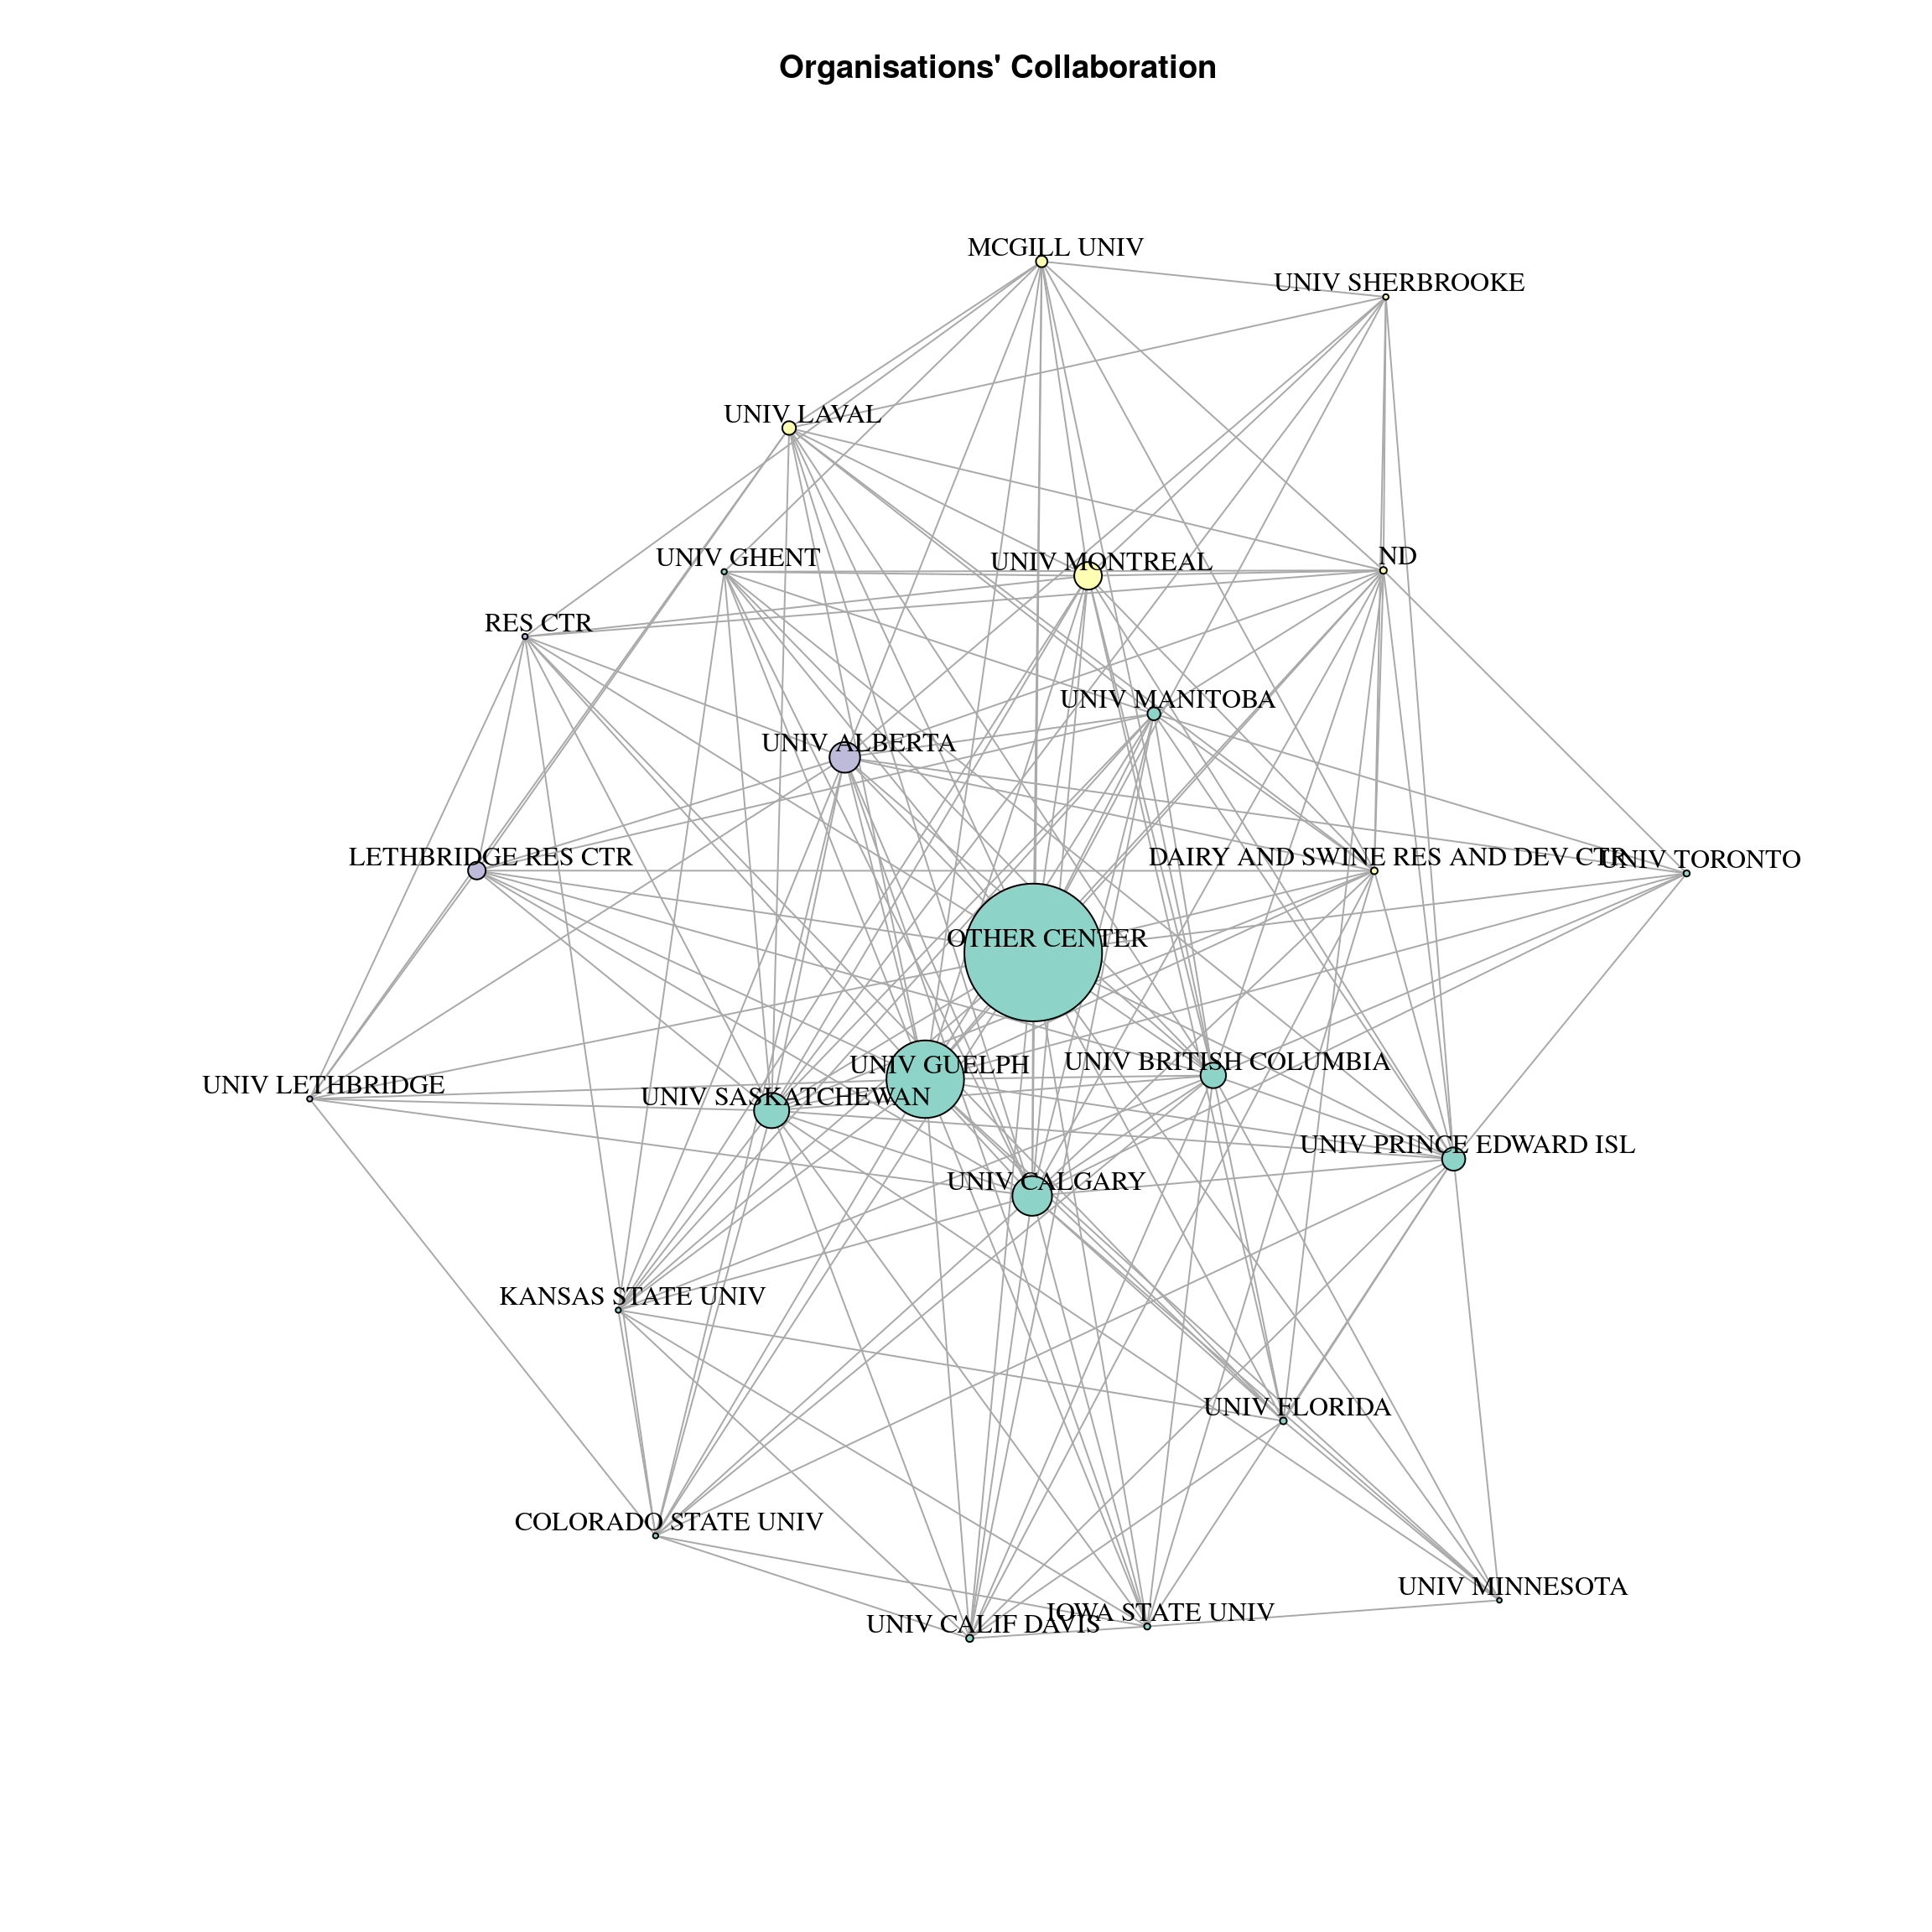 Organisations' Collaboration
MCGILL UNIV
UNIV SHERBROOKE
UNIV LAVAL
UNIV GHENT
UNIV MONTREAL
ND
RES CTR
UNIV MANITOBA
UNIV ALBERTA
LETHBRIDGE RES CTR
DAIRY AND SWINE RES AND DEV CTR
UNIV TORONTO
OTHER CENTER
UNIV GUELPH
UNIV BRITISH COLUMBIA
UNIV LETHBRIDGE
UNIV SASKATCHEWAN
UNIV PRINCE EDWARD ISL
UNIV CALGARY
KANSAS STATE UNIV
UNIV FLORIDA
COLORADO STATE UNIV
UNIV MINNESOTA
IOWA STATE UNIV
UNIV CALIF DAVIS